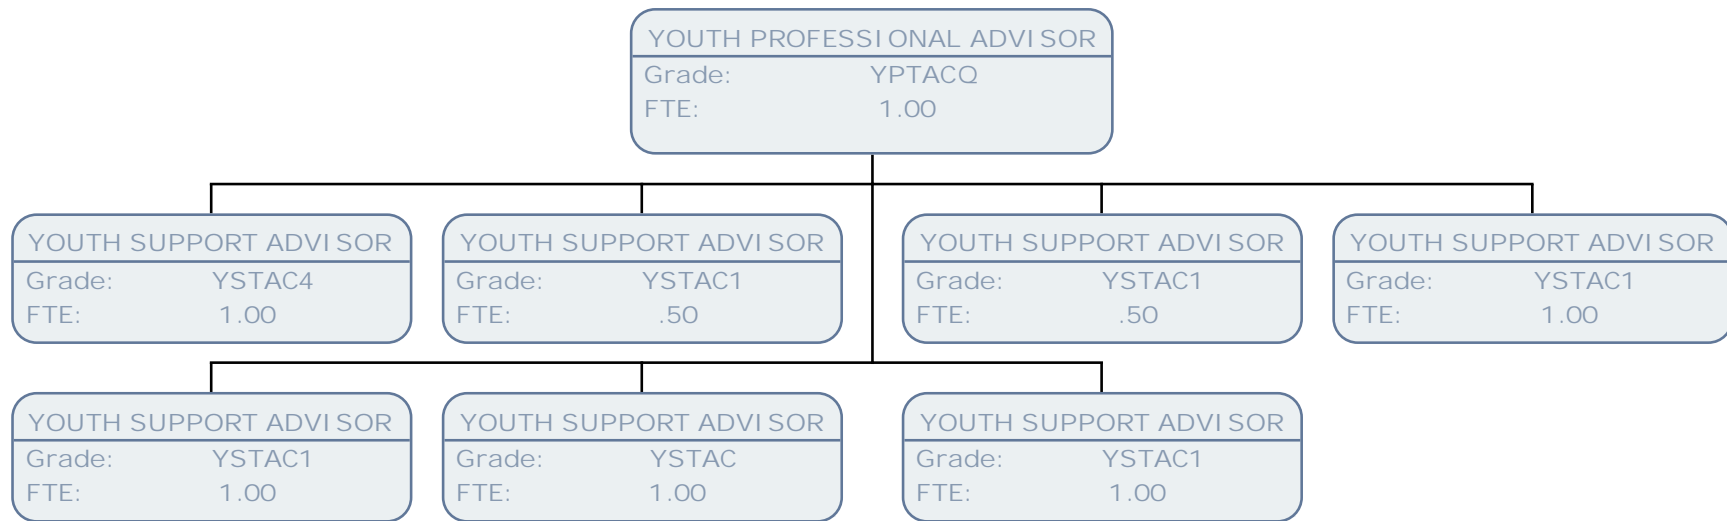 YOUTH PROFESSIONAL ADVISOR
Grade: YPTACQ
FTE: 1.00
YOUTH SUPPORT ADVISOR
Grade: YSTAC4
FTE: 1.00
YOUTH SUPPORT ADVISOR
Grade: YSTAC1
FTE: .50
YOUTH SUPPORT ADVISOR
Grade: YSTAC1
FTE: .50
YOUTH SUPPORT ADVISOR
Grade: YSTAC1
FTE: 1.00
YOUTH SUPPORT ADVISOR
Grade: YSTAC1
FTE: 1.00
YOUTH SUPPORT ADVISOR
Grade: YSTAC
FTE: 1.00
YOUTH SUPPORT ADVISOR
Grade: YSTAC1
FTE: 1.00